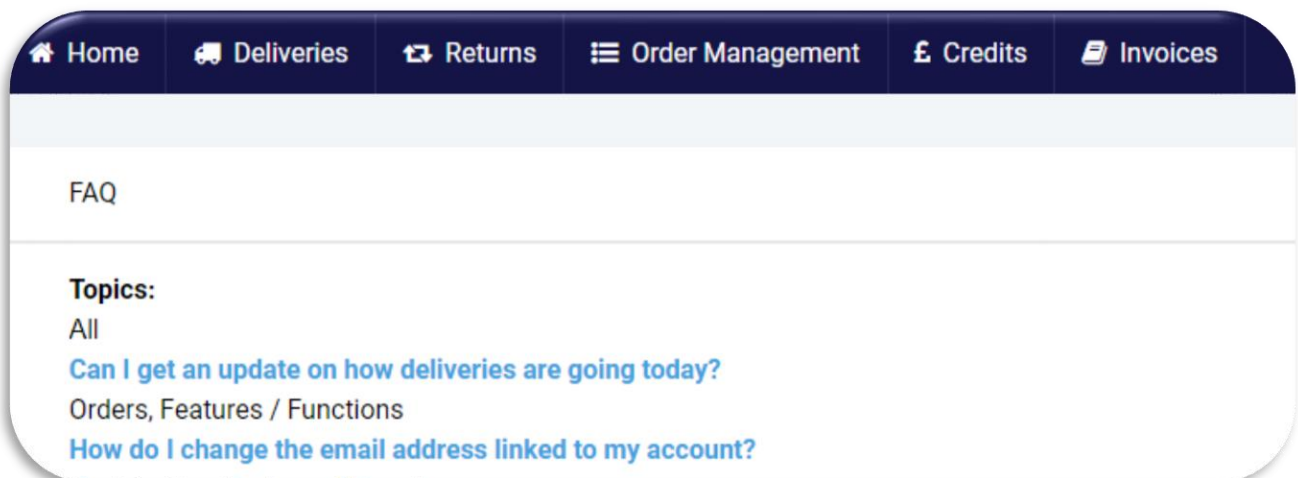 Home Deliveries Returns Order Management £ Credits Invoices
FAQ
Topics:
All
Can I get an update on how deliveries are going today?
Orders, Features / Functions
How do I change the email address linked to my account?